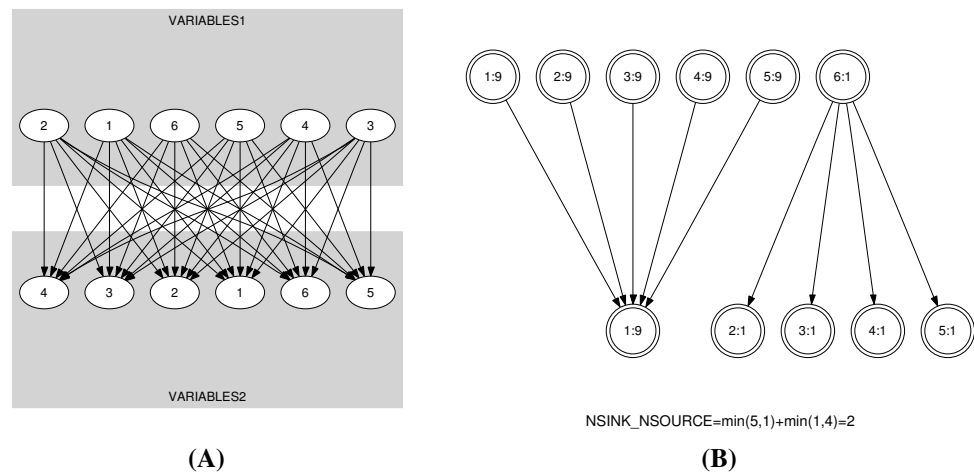 VARIABLES1
2 1 6 5 4 3
4 3 2 1 6 5
VARIABLES2
(A)
1:9 2:9 3:9 4:9 5:9 6:1
1:9 2:1 3:1 4:1 5:1
NSINK_NSOURCE=min(5,1)+min(1,4)=2
(B)